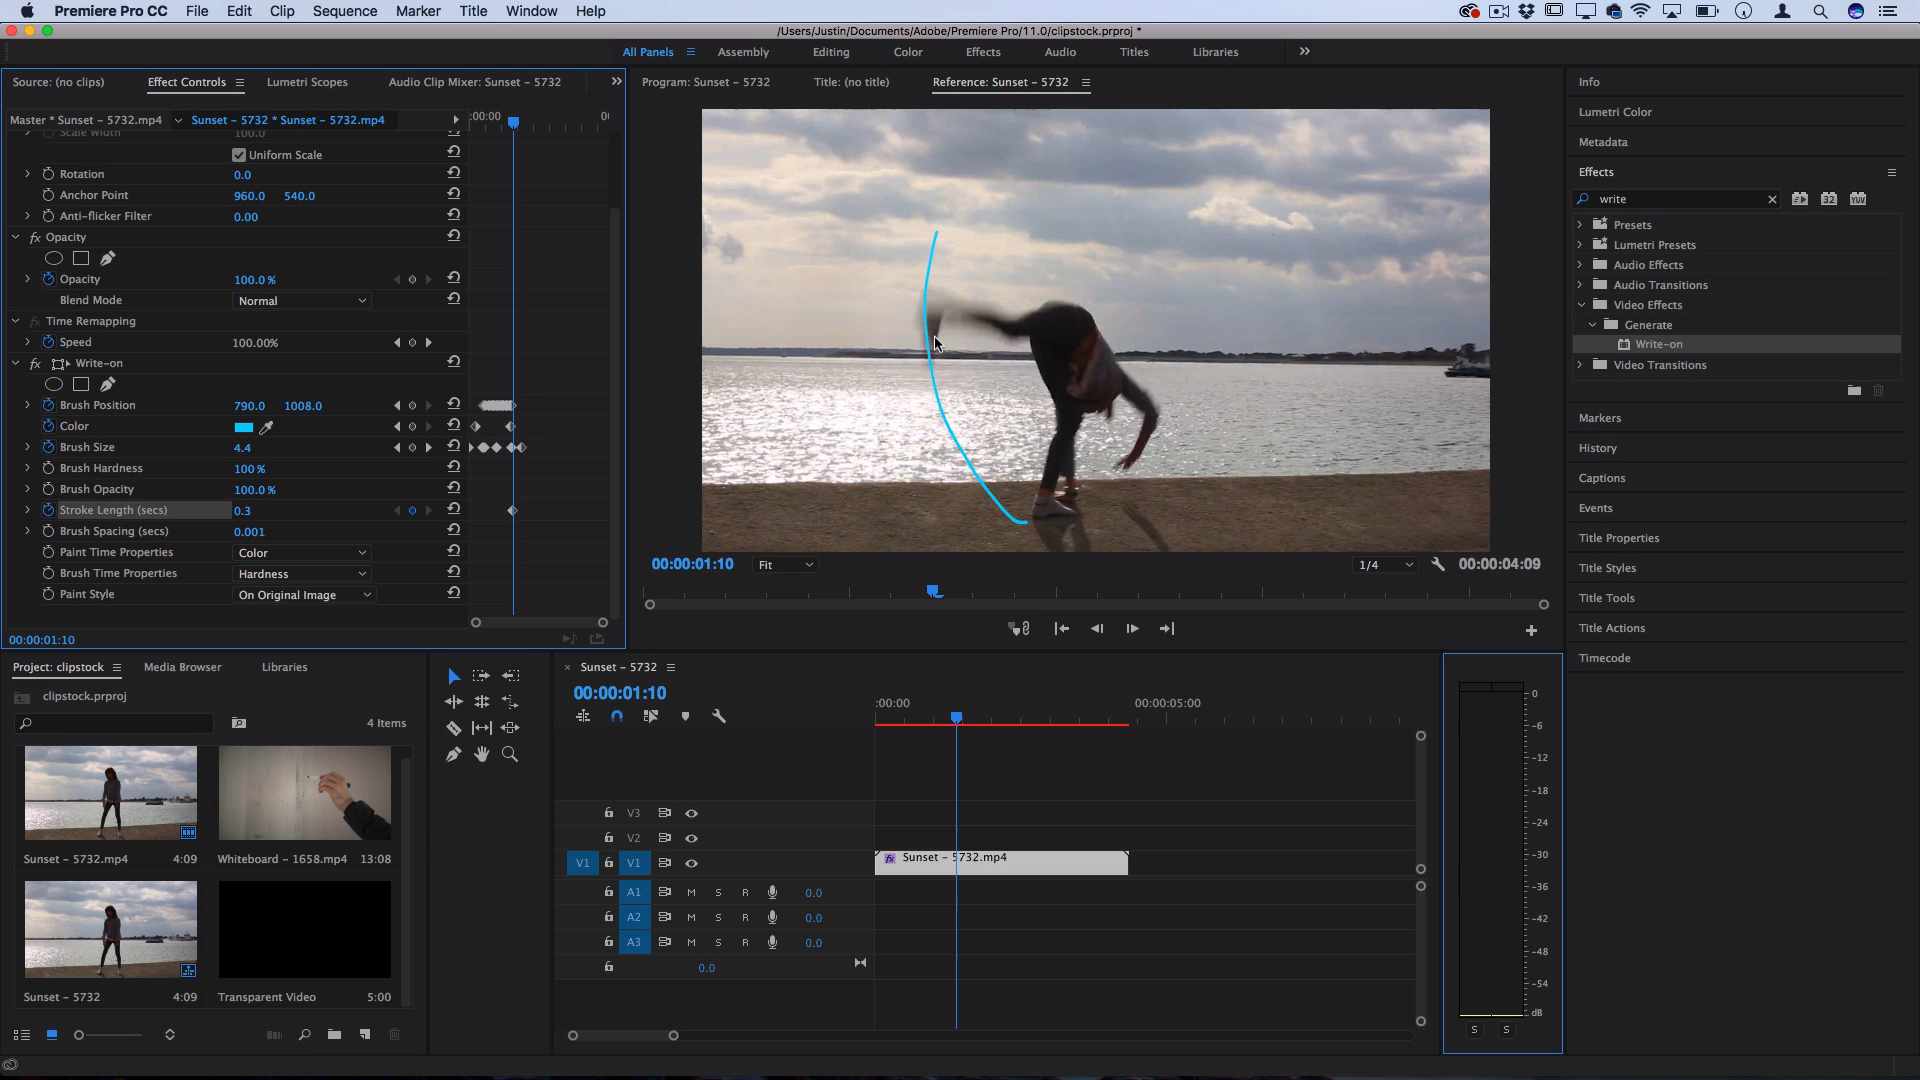 Premiere Pro CC File Edit Clip Sequence Marker Title Window Help
/Users/Justin/Documents/Adobe/Premiere Pro/11.0/clipstock.prproj *
All Panels Assembly Editing Color Effects Audio Titles Libraries
Source: (no clips) Effect Controls Lumetri Scopes Audio Clip Mixer: Sunset - 5732
Program: Sunset - 5732 Title: (no title) Reference: Sunset - 5732
Master * Sunset - 5732.mp4 Sunset - 5732 * Sunset - 5732.mp4 :00:00 00
Scale Width 100.0
Uniform Scale
Rotation 0.0
Anchor Point 960.0 540.0
Anti-flicker Filter 0.00
fx Opacity
Opacity 100.0 %
Blend Mode Normal
fx Time Remapping
Speed 100.00%
fx Write-on
Brush Position 790.0 1008.0
Color
Brush Size 4.4
Brush Hardness 100 %
Brush Opacity 100.0 %
Stroke Length (secs) 0.3
Brush Spacing (secs) 0.001
Paint Time Properties Color
Brush Time Properties Hardness
Paint Style On Original Image
00:00:01:10
00:00:01:10 Fit 1/4 00:00:04:09
Info
Lumetri Color
Metadata
Effects
write 32 YUV
Presets
Lumetri Presets
Audio Effects
Audio Transitions
Video Effects
Generate
Write-on
Video Transitions
Markers
History
Captions
Events
Title Properties
Title Styles
Title Tools
Title Actions
Timecode
Project: clipstock Media Browser Libraries
clipstock.prproj
4 Items
Sunset - 5732.mp4 4:09 Whiteboard - 1658.mp4 13:08
Sunset - 5732 4:09 Transparent Video 5:00
× Sunset - 5732
00:00:01:10 :00:00 00:00:05:00
V3
V2
V1 V1 fx Sunset - 5732.mp4
A1 M S R 0.0
A2 M S R 0.0
A3 M S R 0.0
0.0
0
-6
-12
-18
-24
-30
-36
-42
-48
-54
dB
S S